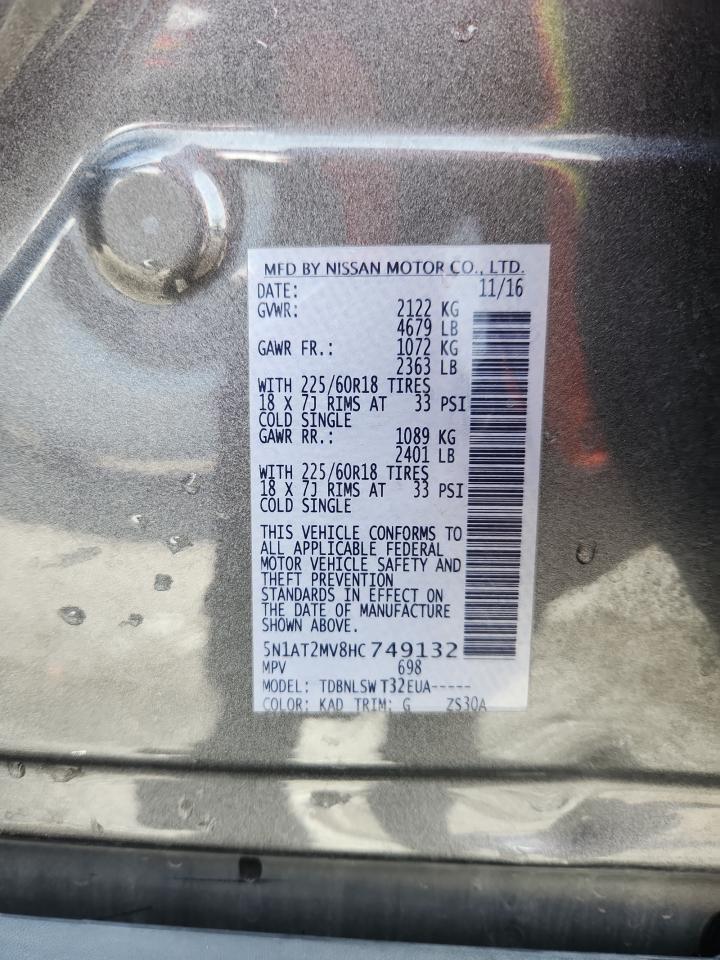 MFD BY NISSAN MOTOR CO., LTD.
DATE: 11/16
GVWR: 2122 KG
4679 LB
GAWR FR.: 1072 KG
2363 LB
WITH 225/60R18 TIRES
18 X 7J RIMS AT 33 PSI
COLD SINGLE
GAWR RR.: 1089 KG
2401 LB
WITH 225/60R18 TIRES
18 X 7J RIMS AT 33 PSI
COLD SINGLE
THIS VEHICLE CONFORMS TO
ALL APPLICABLE FEDERAL
MOTOR VEHICLE SAFETY AND
THEFT PREVENTION
STANDARDS IN EFFECT ON
THE DATE OF MANUFACTURE
SHOWN ABOVE.
5N1AT2MV8HC749132
MPV 698
MODEL: TDBNLSW T32EUA-----
COLOR: KAD TRIM: G ZS30A